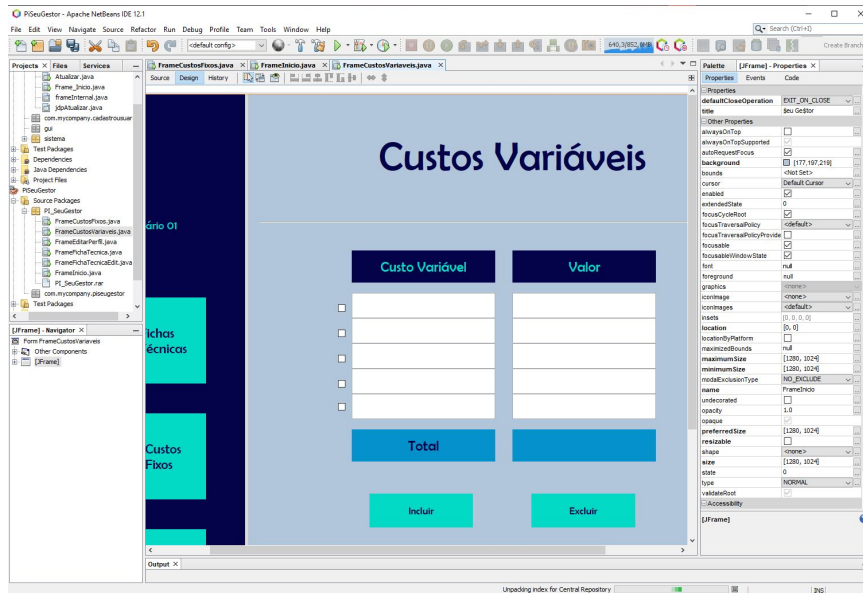 PiSeuGestor - Apache NetBeans IDE 12.1
File Edit View Navigate Source Refactor Run Debug Profile Team Tools Window Help
Search (Ctrl+I)
<default config>
640,3/852,0MB
Create Branch
Projects Files Services
Atualizar.java
Frame_Inicio.java
frameInternal.java
jdpAtualizar.java
com.mycompany.cadastrousuar
gui
sistema
Test Packages
Dependencies
Java Dependencies
Project Files
PiSeuGestor
Source Packages
PI_SeuGestor
FrameCustosFixos.java
FrameCustosVariaveis.java
FrameEditarPerfil.java
FrameFichaTecnica.java
FrameFichaTecnicaEdit.java
FrameInicio.java
PI_SeuGestor.rar
com.mycompany.piseugestor
Test Packages
[JFrame] - Navigator
Form FrameCustosVariaveis
Other Components
[JFrame]
FrameCustosFixos.java FrameInicio.java FrameCustosVariaveis.java
Source Design History
Custos Variáveis
ário 01
Custo Variável Valor
ichas
écnicas
Total
Custos
Fixos
Incluir Excluir
Output
Palette [JFrame] - Properties
Properties Events Code
Properties
defaultCloseOperation EXIT_ON_CLOSE
title $eu Ge$tor
Other Properties
alwaysOnTop
alwaysOnTopSupported
autoRequestFocus
background [177,197,219]
bounds <Not Set>
cursor Default Cursor
enabled
extendedState 0
focusCycleRoot
focusTraversalPolicy <default>
focusTraversalPolicyProvide
focusable
focusableWindowState
font null
foreground null
graphics <none>
iconImage <none>
iconImages <default>
insets [0, 0, 0, 0]
location [0, 0]
locationByPlatform
maximizedBounds null
maximumSize [1280, 1024]
minimumSize [1280, 1024]
modalExclusionType NO_EXCLUDE
name FrameInicio
undecorated
opacity 1.0
opaque
preferredSize [1280, 1024]
resizable
shape <none>
size [1280, 1024]
state 0
type NORMAL
validateRoot
Accessibility
[JFrame]
Unpacking index for Central Repository
INS